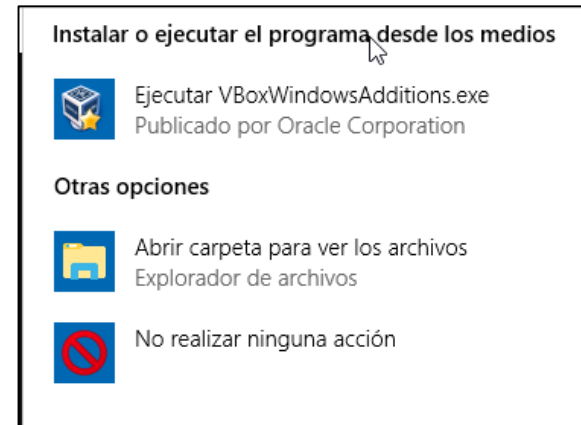 Instalar o ejecutar el programa desde los medios
Ejecutar VBoxWindowsAdditions.exe
Publicado por Oracle Corporation
Otras opciones
Abrir carpeta para ver los archivos
Explorador de archivos
No realizar ninguna acción